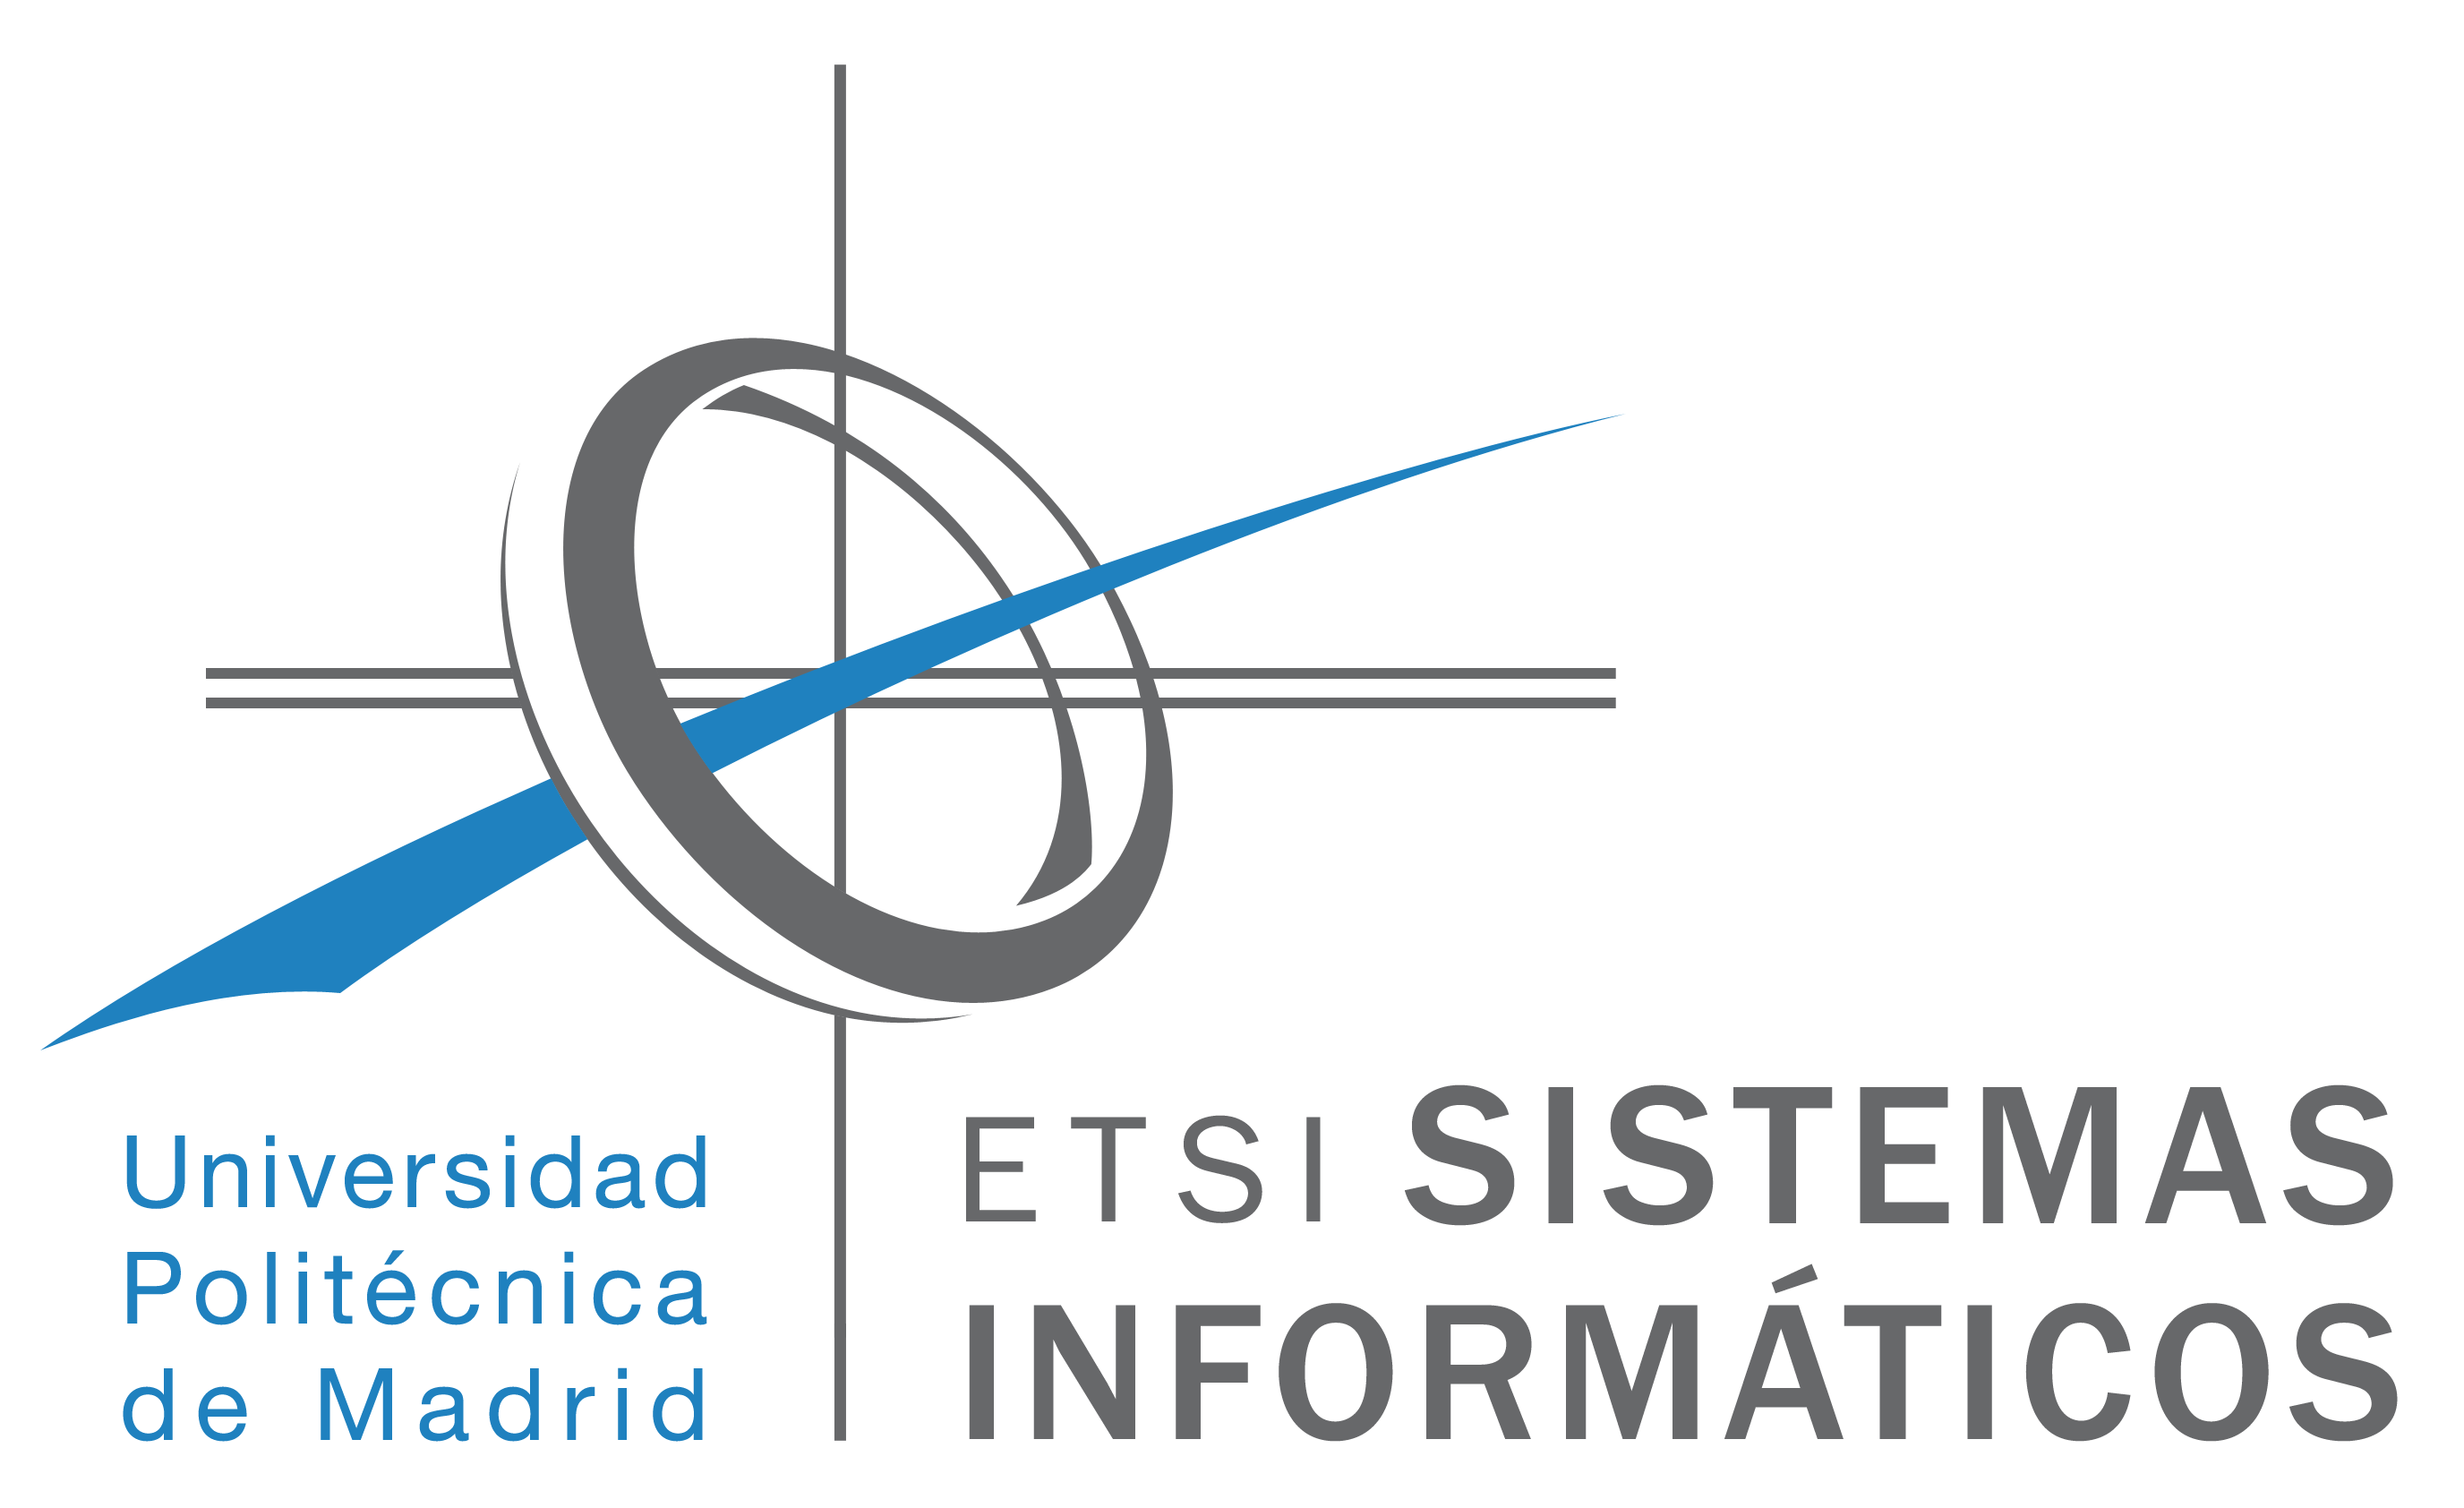 Universidad
Politécnica
de Madrid
ETSI SISTEMAS
INFORMÁTICOS